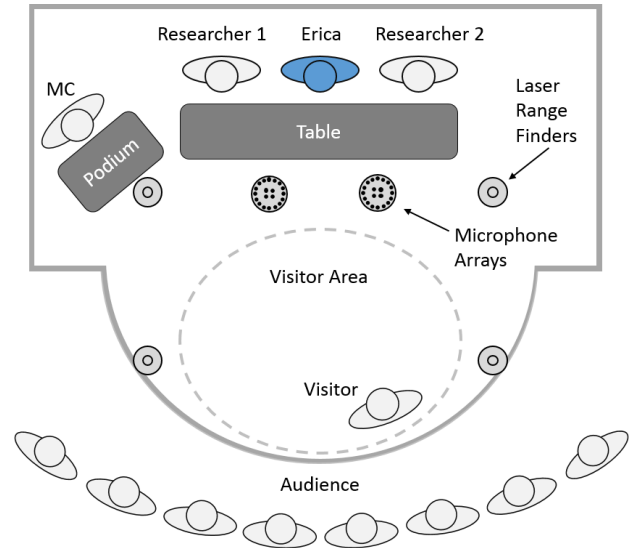 Researcher 1
Erica
Researcher 2
MC
Laser
Range
Finders
Table
Podium
Microphone
Arrays
Visitor Area
Visitor
Audience